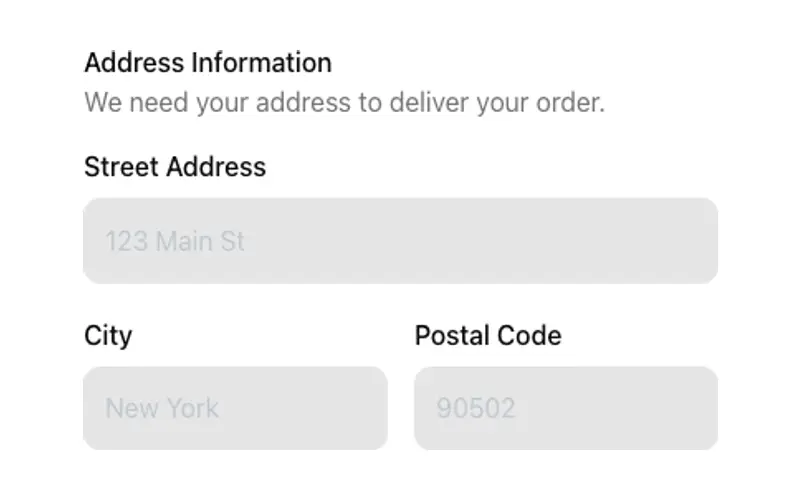 Address Information
We need your address to deliver your order.
Street Address
123 Main St
City
Postal Code
New York
90502